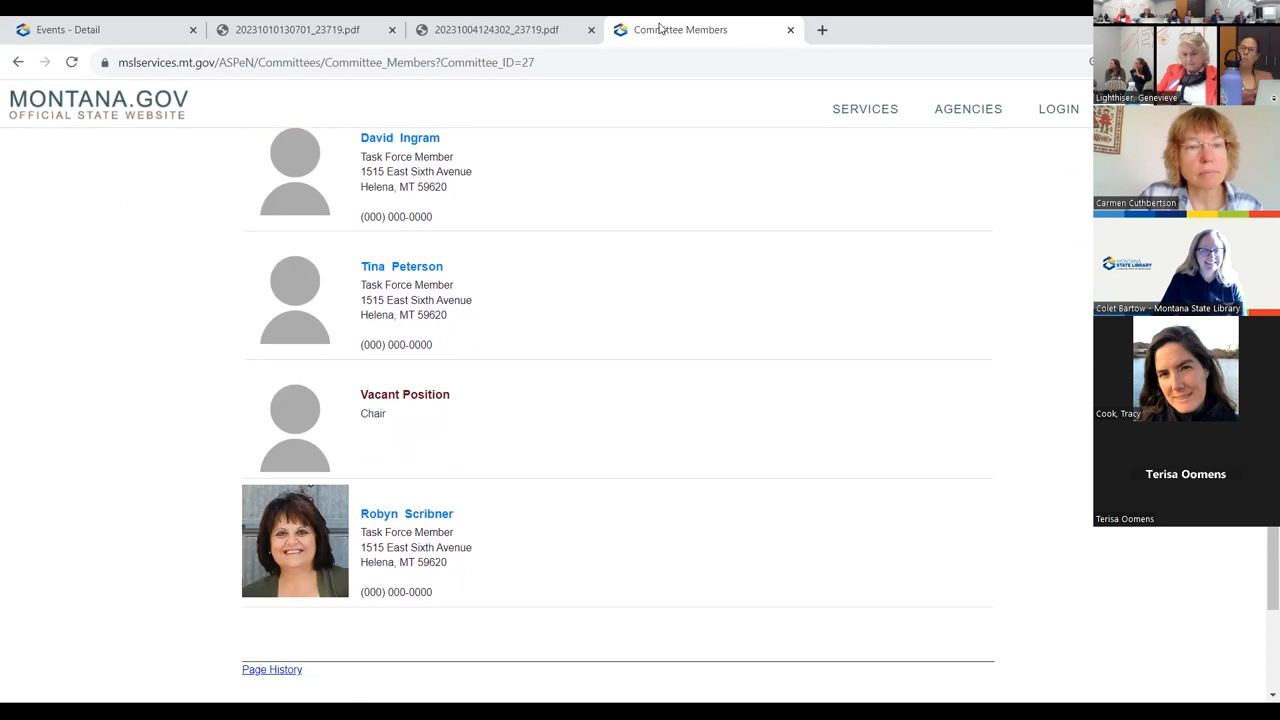 Events - Detail
20231010130701_23719.pdf
20231004124302_23719.pdf
Committee Members
mslservices.mt.gov/ASPeN/Committees/Committee_Members?Committee_ID=27
MONTANA.GOV
OFFICIAL STATE WEBSITE
SERVICES
AGENCIES
LOGIN
David Ingram
Task Force Member
1515 East Sixth Avenue
Helena, MT 59620
(000) 000-0000
Tina Peterson
Task Force Member
1515 East Sixth Avenue
Helena, MT 59620
(000) 000-0000
Vacant Position
Chair
Robyn Scribner
Task Force Member
1515 East Sixth Avenue
Helena, MT 59620
(000) 000-0000
Page History
Lighthiser, Genevieve
Carmen Cuthbertson
MONTANA
STATE LIBRARY
Colet Bartow - Montana State Library
Cook, Tracy
Terisa Oomens
Terisa Oomens